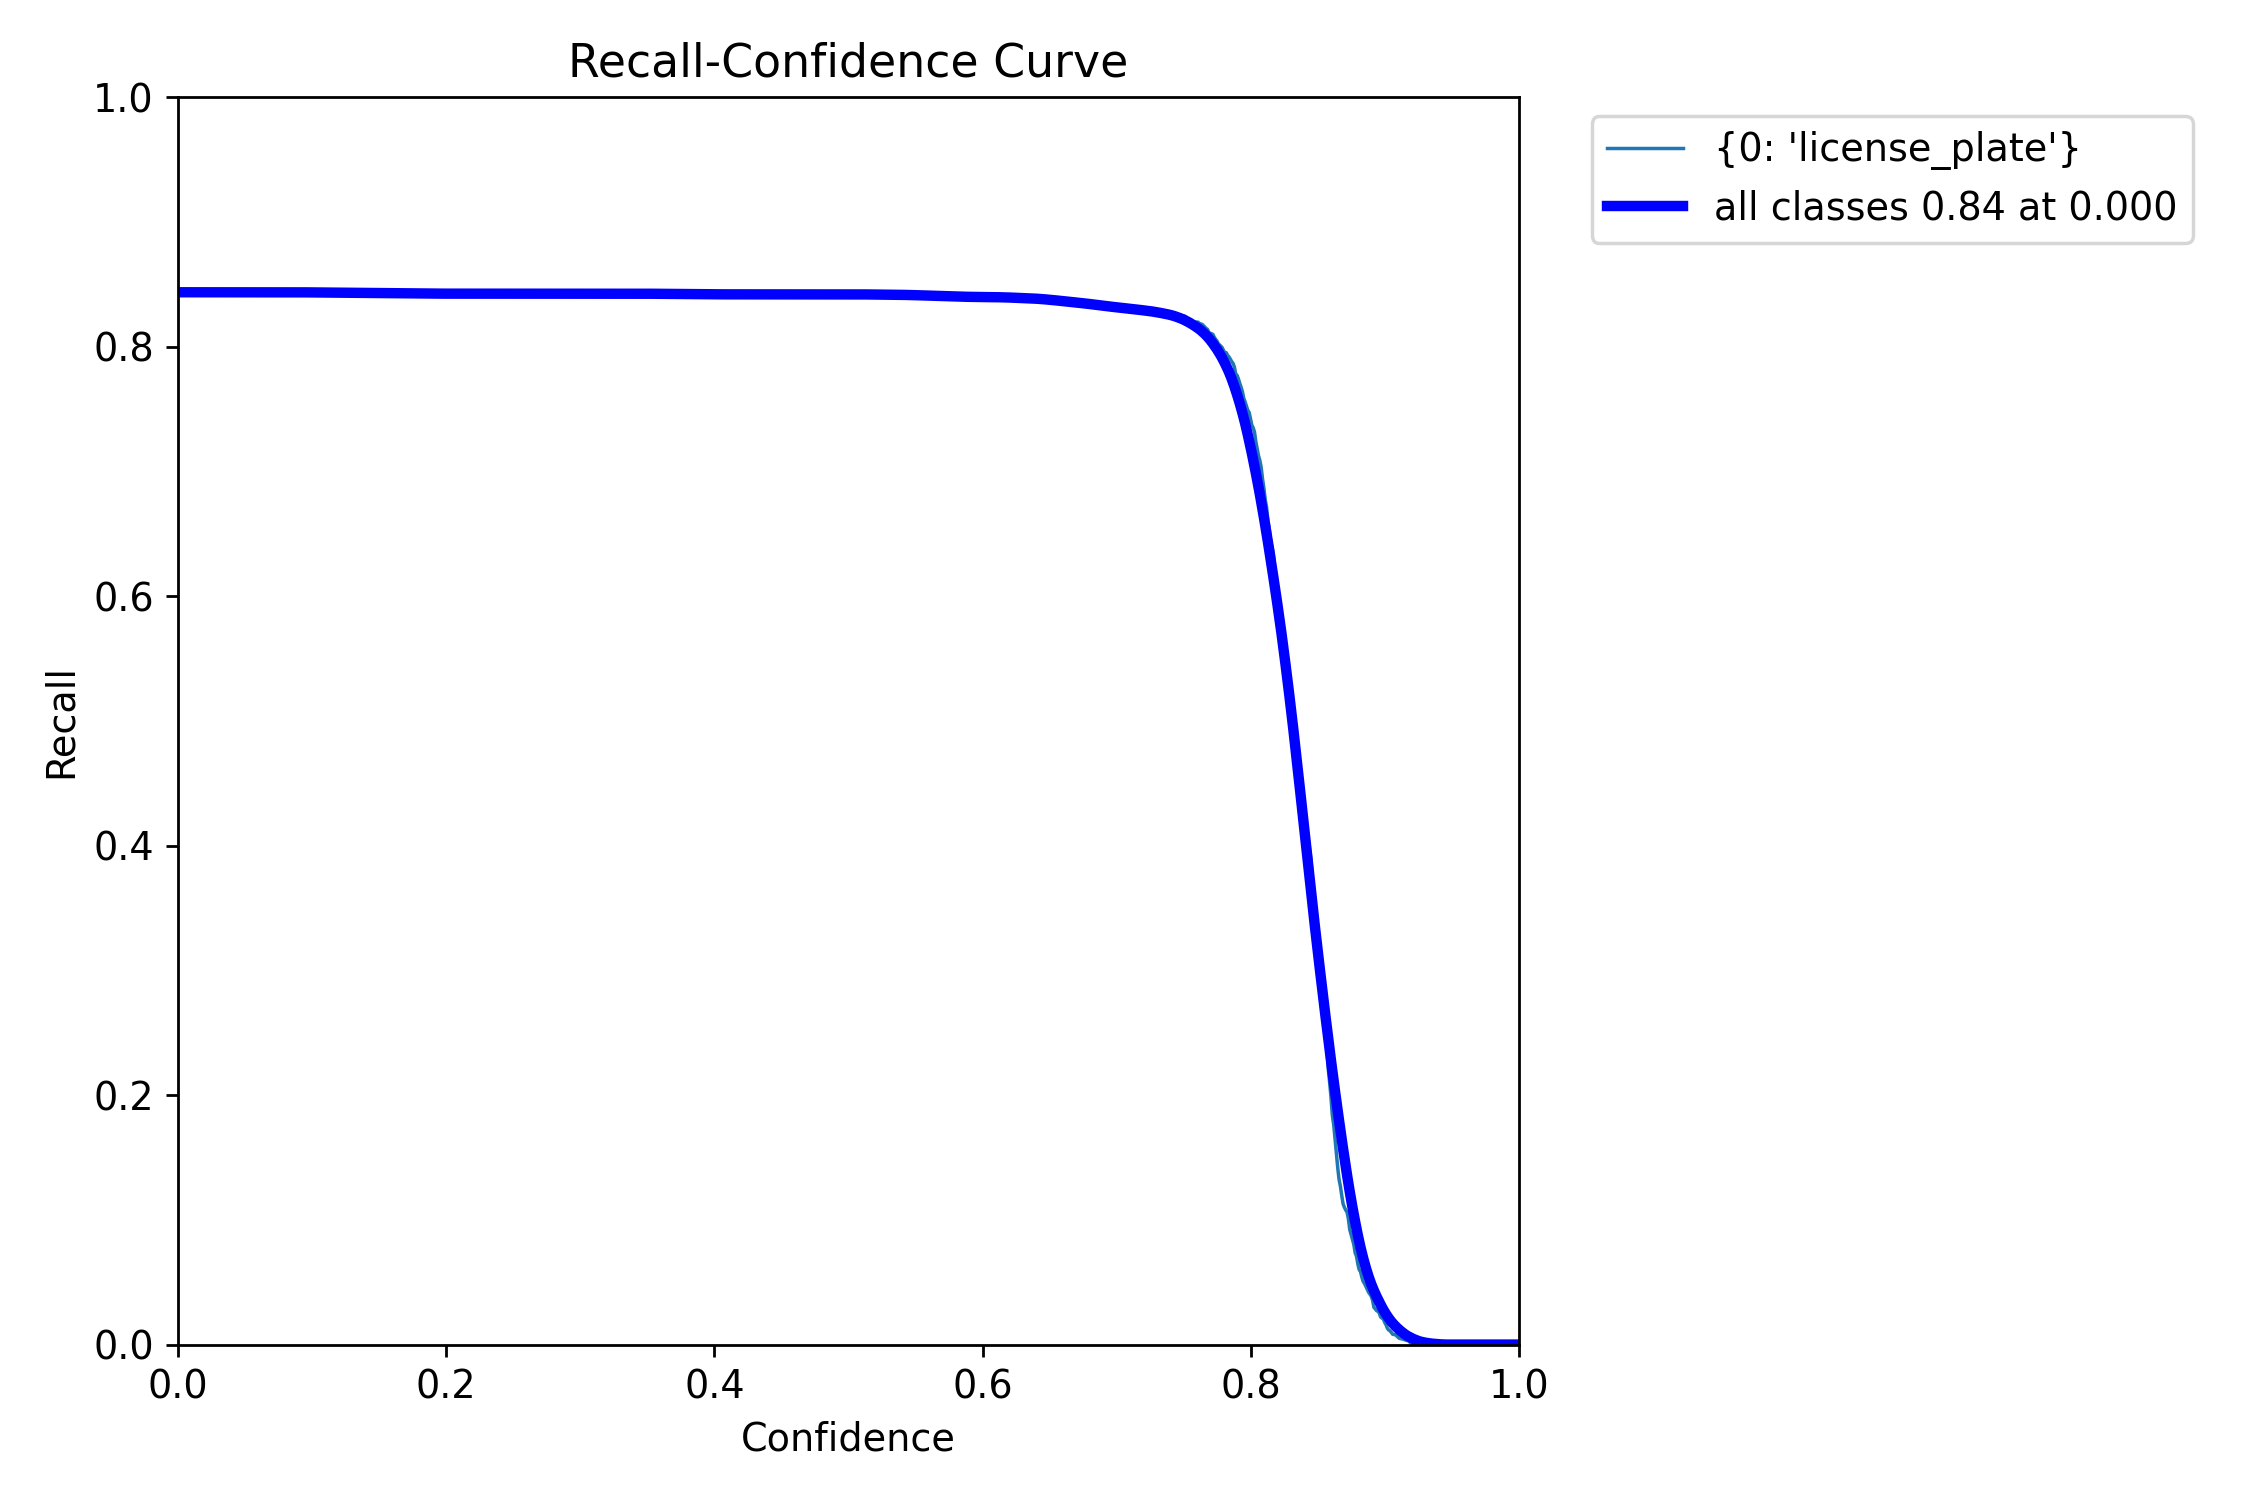 Recall-Confidence Curve
{0: 'license_plate'}
all classes 0.84 at 0.000
1.0
0.8
0.6
0.4
0.2
0.0
Recall
0.0 0.2 0.4 0.6 0.8 1.0
Confidence